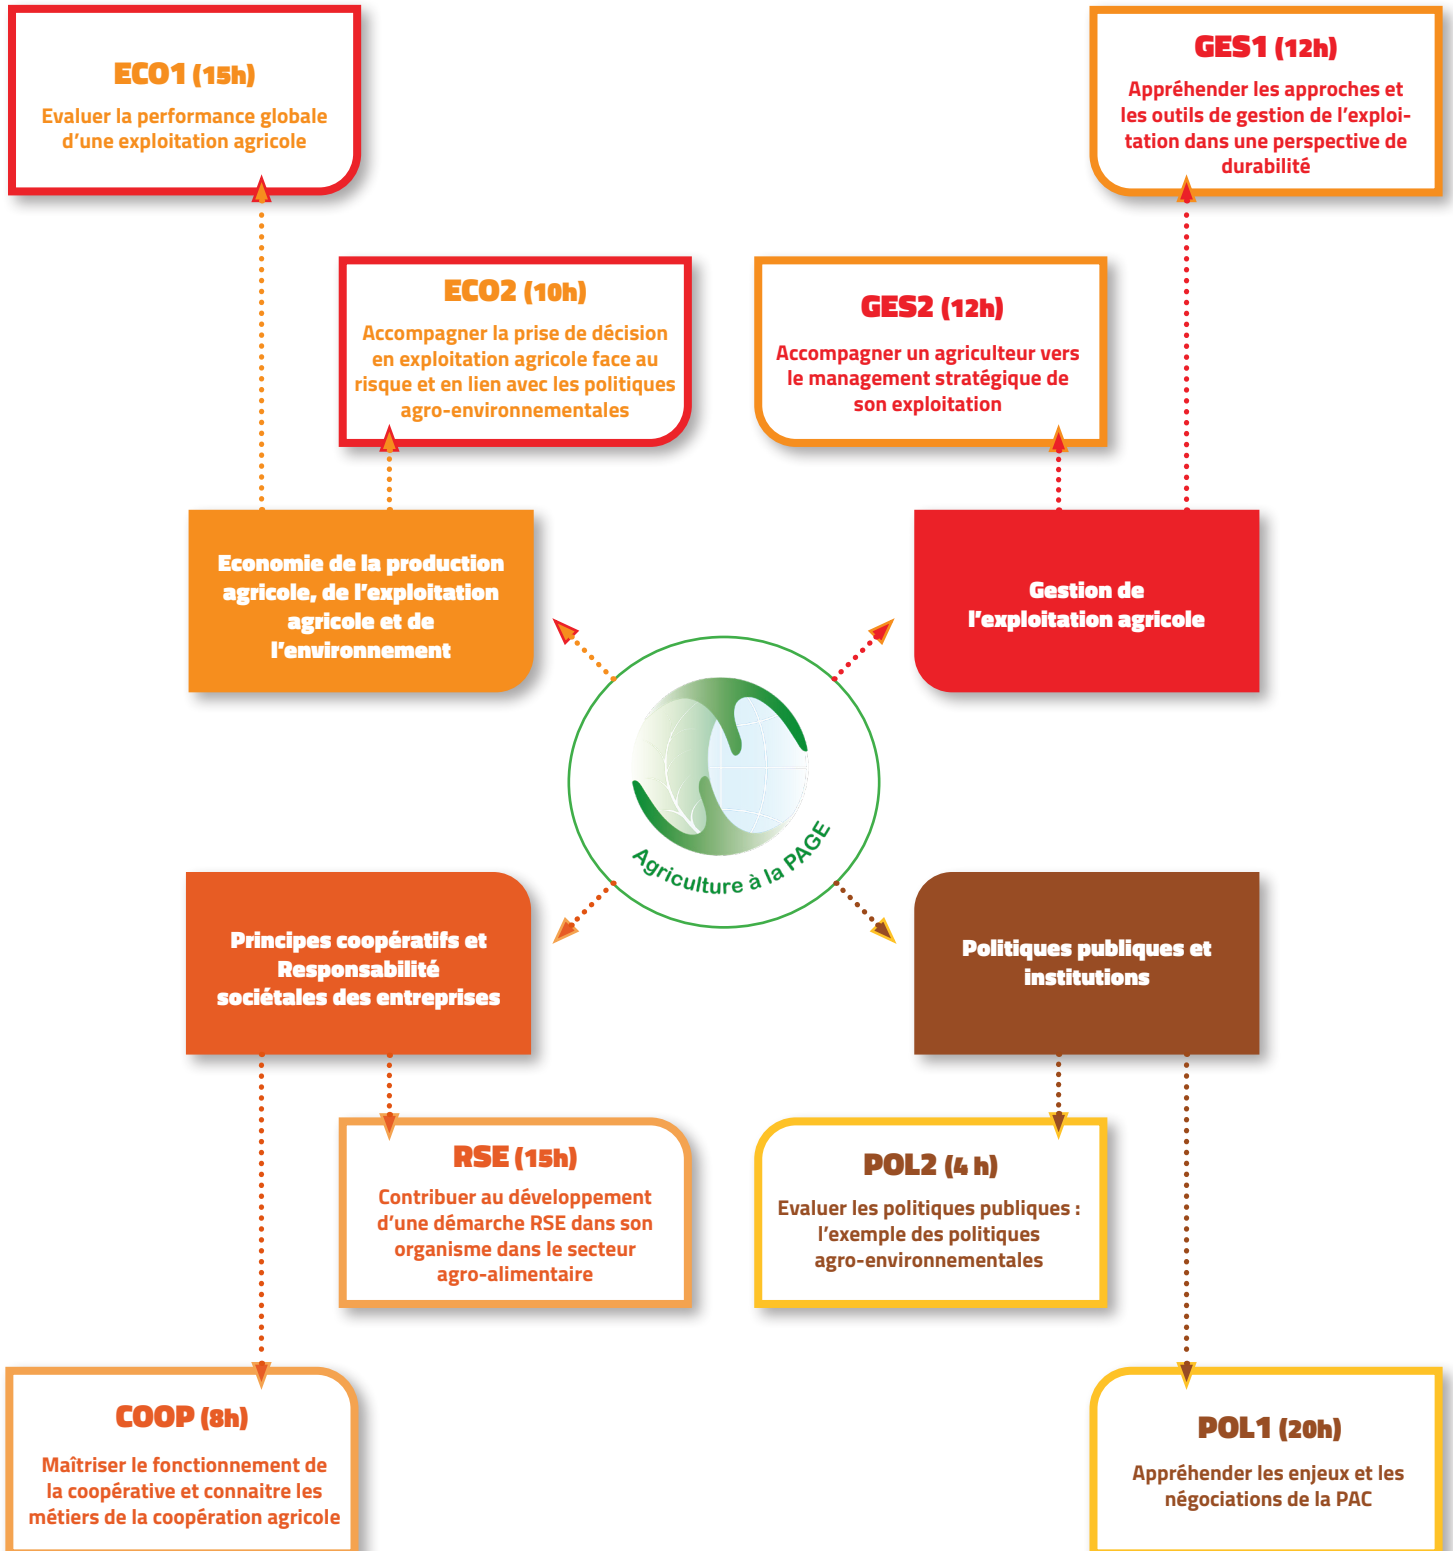 ECO1 (15h)
Evaluer la performance globale
d'une exploitation agricole
GES1 (12h)
Appréhender les approches et
les outils de gestion de l'exploi-
tation dans une perspective de
durabilité
ECO2 (10h)
Accompagner la prise de décision
en exploitation agricole face au
risque et en lien avec les politiques
agro-environnementales
GES2 (12h)
Accompagner un agriculteur vers
le management stratégique de
son exploitation
Economie de la production
agricole, de l'exploitation
agricole et de
l'environnement
Gestion de
l'exploitation agricole
Agriculture à la PAGE
Principes coopératifs et
Responsabilité
sociétales des entreprises
Politiques publiques et
institutions
RSE (15h)
Contribuer au développement
d'une démarche RSE dans son
organisme dans le secteur
agro-alimentaire
POL2 (4 h)
Evaluer les politiques publiques :
l'exemple des politiques
agro-environnementales
COOP (8h)
Maîtriser le fonctionnement de
la coopérative et connaitre les
métiers de la coopération agricole
POL1 (20h)
Appréhender les enjeux et les
négociations de la PAC